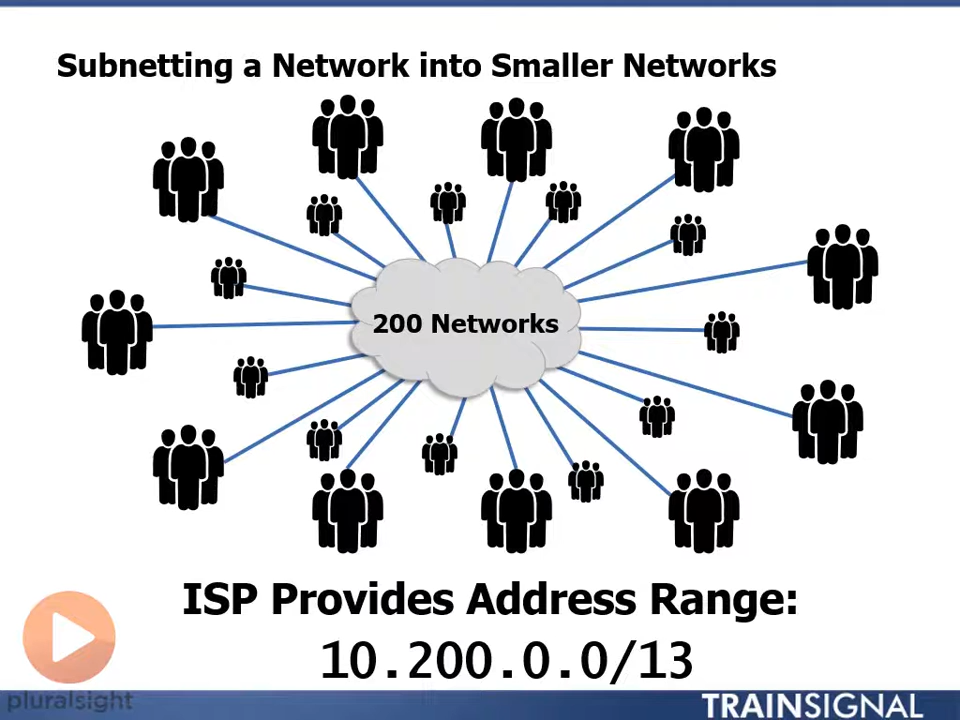 Subnetting a Network into Smaller Networks
200 Networks
ISP Provides Address Range:
10.200.0.0/13
pluralsight
TRAINSIGNAL